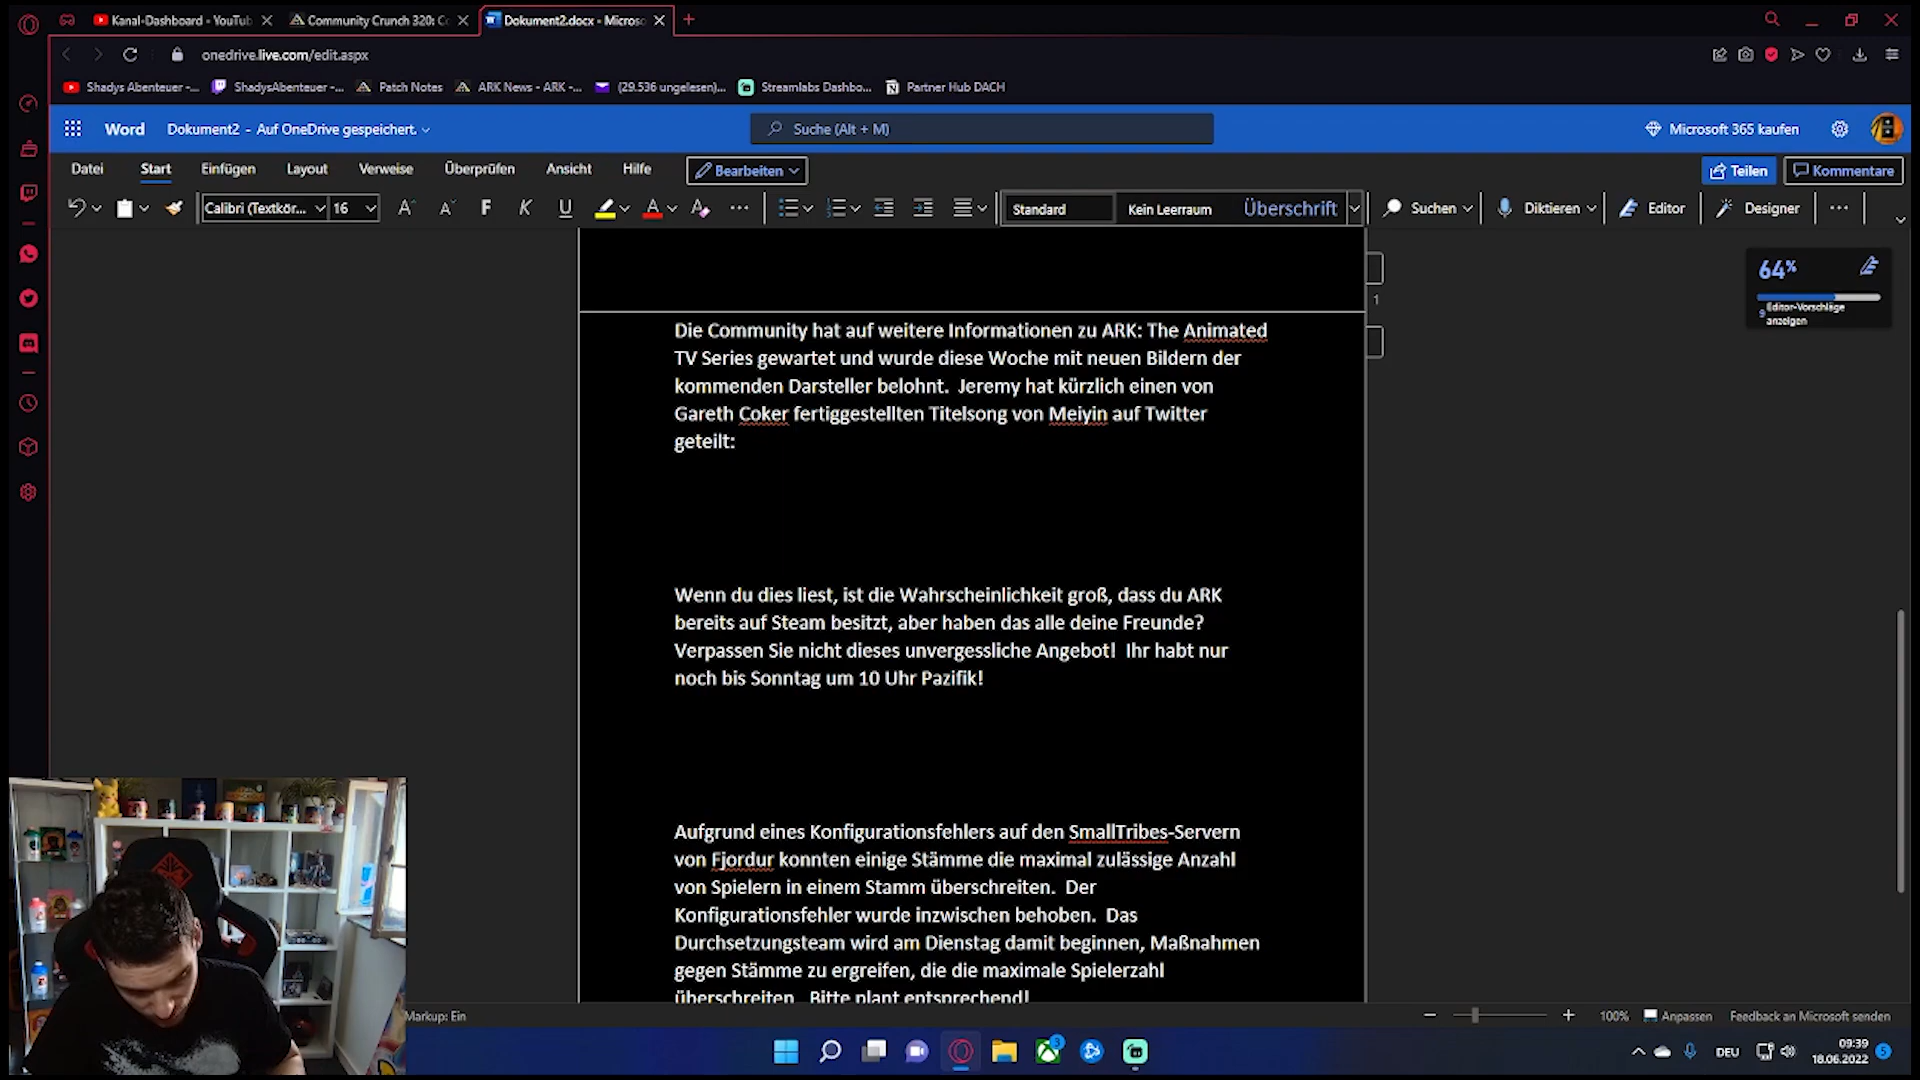 Kanal-Dashboard - YouTub
Community Crunch 320: Co
Dokument2.docx - Microso
onedrive.live.com/edit.aspx
Shadys Abenteuer -...
ShadysAbenteuer -...
Patch Notes
ARK News - ARK -...
(29.536 ungelesen)...
Streamlabs Dashbo...
Partner Hub DACH
Word
Dokument2 - Auf OneDrive gespeichert.
Suche (Alt + M)
Microsoft 365 kaufen
Datei
Start
Einfügen
Layout
Verweise
Überprüfen
Ansicht
Hilfe
Bearbeiten
Teilen
Kommentare
Calibri (Textkör...
16
F
K
U
Standard
Kein Leerraum
Überschrift
Suchen
Diktieren
Editor
Designer
64%
9 Editor-Vorschläge
anzeigen
1
Die Community hat auf weitere Informationen zu ARK: The Animated
TV Series gewartet und wurde diese Woche mit neuen Bildern der
kommenden Darsteller belohnt.  Jeremy hat kürzlich einen von
Gareth Coker fertiggestellten Titelsong von Meiyin auf Twitter
geteilt:
Wenn du dies liest, ist die Wahrscheinlichkeit groß, dass du ARK
bereits auf Steam besitzt, aber haben das alle deine Freunde?
Verpassen Sie nicht dieses unvergessliche Angebot!  Ihr habt nur
noch bis Sonntag um 10 Uhr Pazifik!
Aufgrund eines Konfigurationsfehlers auf den SmallTribes-Servern
von Fjordur konnten einige Stämme die maximal zulässige Anzahl
von Spielern in einem Stamm überschreiten.  Der
Konfigurationsfehler wurde inzwischen behoben.  Das
Durchsetzungsteam wird am Dienstag damit beginnen, Maßnahmen
gegen Stämme zu ergreifen, die die maximale Spielerzahl
überschreiten.  Bitte plant entsprechend!
Markup: Ein
100%
Anpassen
Feedback an Microsoft senden
3
DEU
09:39
18.06.2022
5